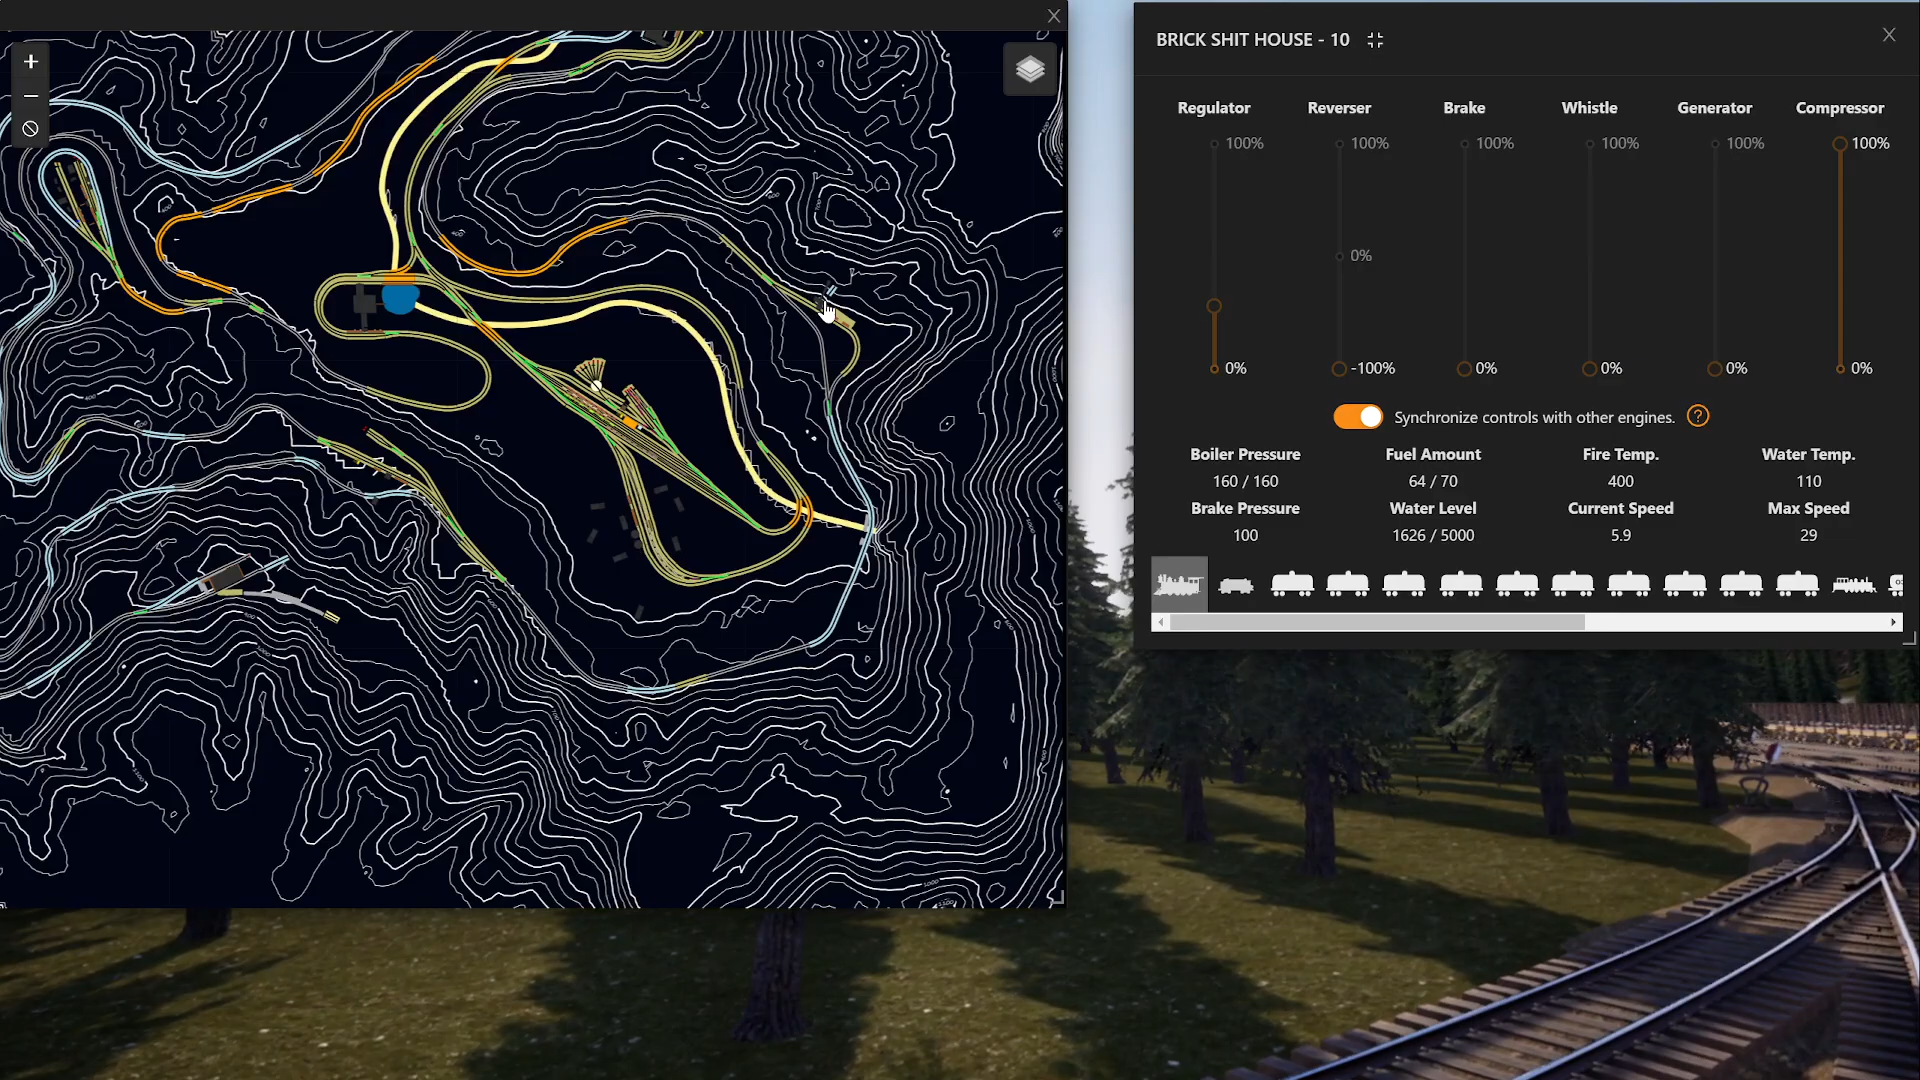 BRICK SHIT HOUSE - 10
Regulator Reverser Brake Whistle Generator Compressor
100% 100% 100% 100% 100% 100%
0%
0% -100% 0% 0% 0% 0%
Synchronize controls with other engines. ?
Boiler Pressure Fuel Amount Fire Temp. Water Temp.
160 / 160 64 / 70 400 110
Brake Pressure Water Level Current Speed Max Speed
100 1626 / 5000 5.9 29